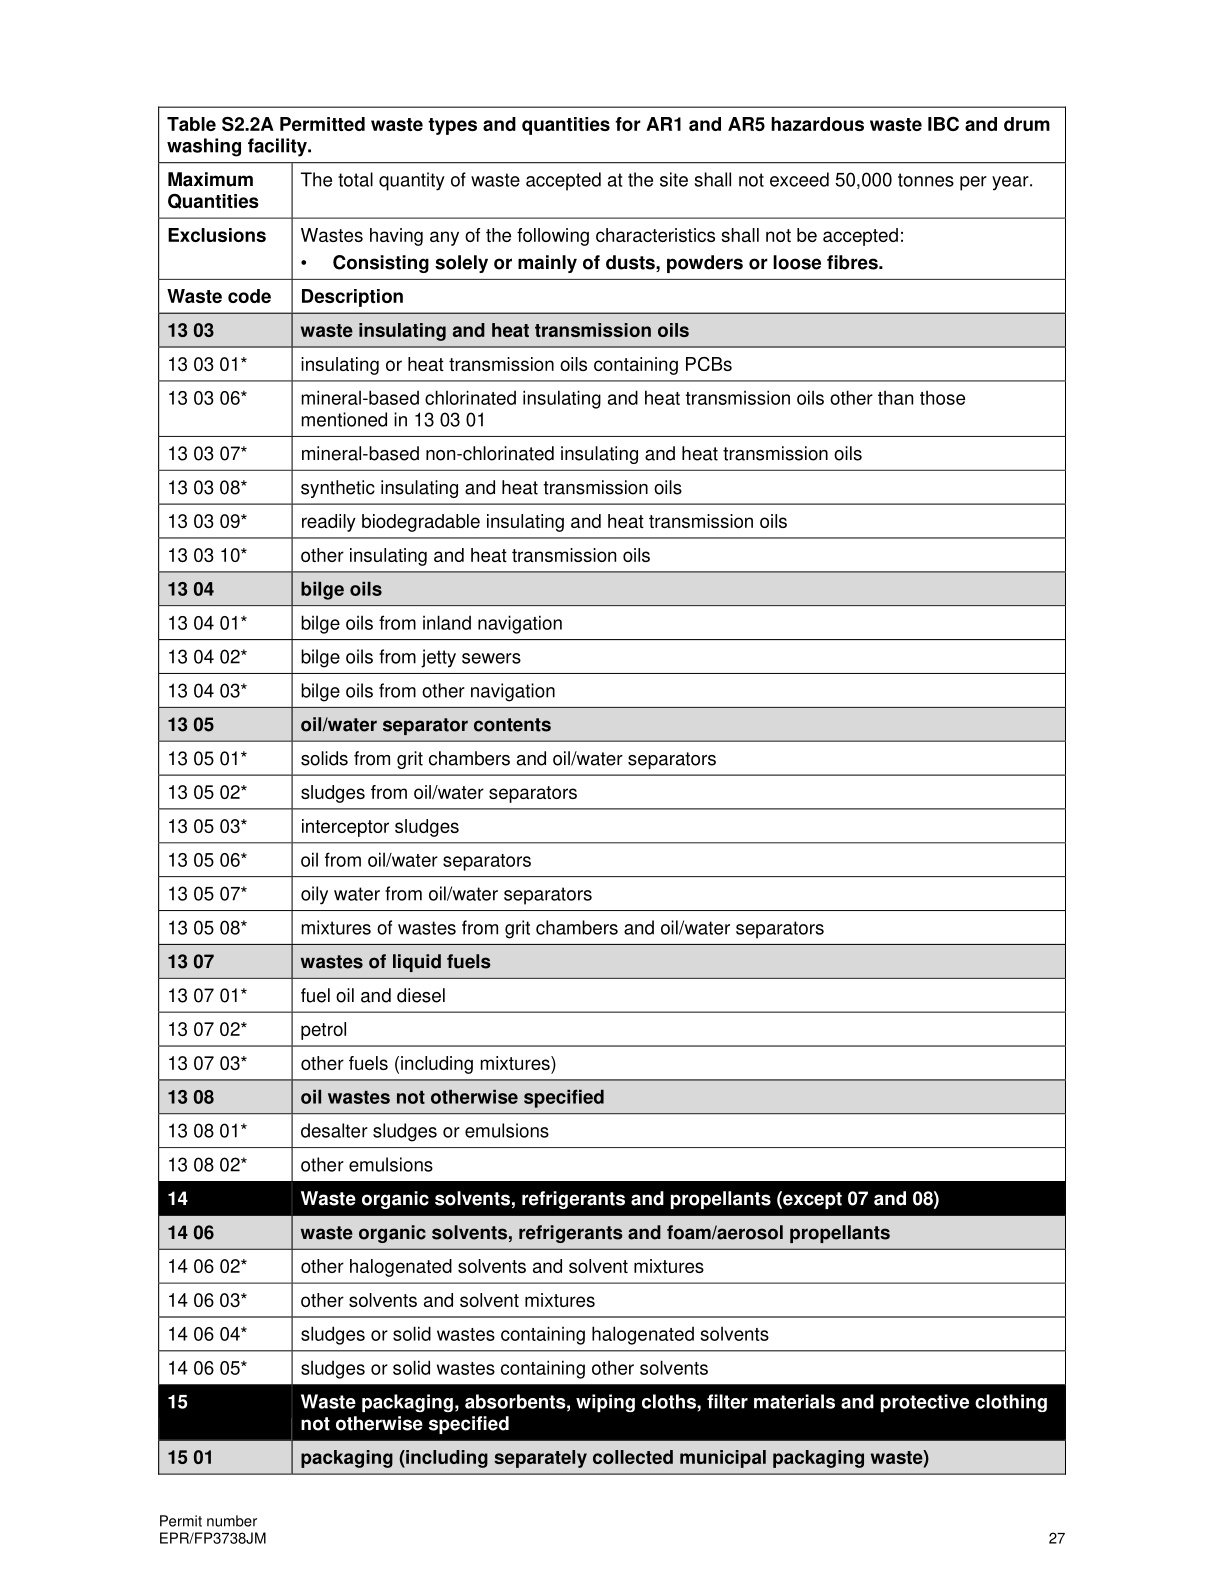 Table S2.2A Permitted waste types and quantities for AR1 and AR5 hazardous waste IBC and drum
washing facility.
Maximum
Quantities
The total quantity of waste accepted at the site shall not exceed 50,000 tonnes per year.
Exclusions
Wastes having any of the following characteristics shall not be accepted:
• Consisting solely or mainly of dusts, powders or loose fibres.
Waste code Description
13 03 waste insulating and heat transmission oils
13 03 01* insulating or heat transmission oils containing PCBs
13 03 06* mineral-based chlorinated insulating and heat transmission oils other than those
mentioned in 13 03 01
13 03 07* mineral-based non-chlorinated insulating and heat transmission oils
13 03 08* synthetic insulating and heat transmission oils
13 03 09* readily biodegradable insulating and heat transmission oils
13 03 10* other insulating and heat transmission oils
13 04 bilge oils
13 04 01* bilge oils from inland navigation
13 04 02* bilge oils from jetty sewers
13 04 03* bilge oils from other navigation
13 05 oil/water separator contents
13 05 01* solids from grit chambers and oil/water separators
13 05 02* sludges from oil/water separators
13 05 03* interceptor sludges
13 05 06* oil from oil/water separators
13 05 07* oily water from oil/water separators
13 05 08* mixtures of wastes from grit chambers and oil/water separators
13 07 wastes of liquid fuels
13 07 01* fuel oil and diesel
13 07 02* petrol
13 07 03* other fuels (including mixtures)
13 08 oil wastes not otherwise specified
13 08 01* desalter sludges or emulsions
13 08 02* other emulsions
14 Waste organic solvents, refrigerants and propellants (except 07 and 08)
14 06 waste organic solvents, refrigerants and foam/aerosol propellants
14 06 02* other halogenated solvents and solvent mixtures
14 06 03* other solvents and solvent mixtures
14 06 04* sludges or solid wastes containing halogenated solvents
14 06 05* sludges or solid wastes containing other solvents
15 Waste packaging, absorbents, wiping cloths, filter materials and protective clothing
not otherwise specified
15 01 packaging (including separately collected municipal packaging waste)
Permit number
EPR/FP3738JM 27